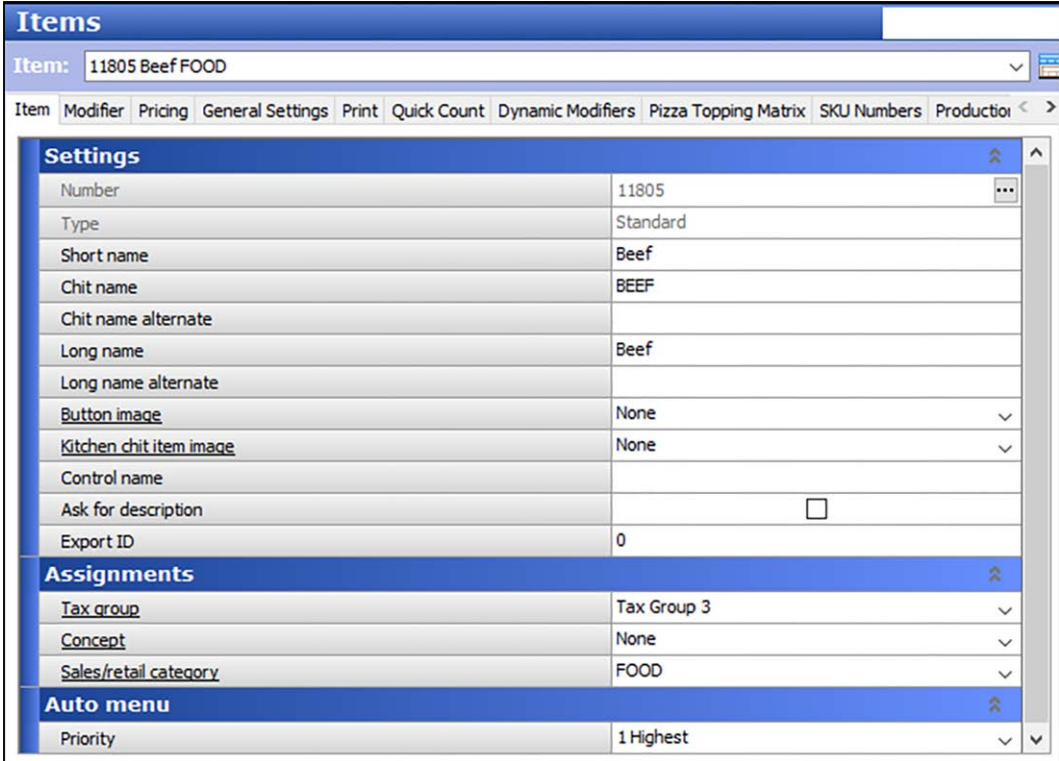 Items
Item: 11805 Beef FOOD
Item Modifier Pricing General Settings Print Quick Count Dynamic Modifiers Pizza Topping Matrix SKU Numbers Production
Settings
Number 11805 ...
Type Standard
Short name Beef
Chit name BEEF
Chit name alternate
Long name Beef
Long name alternate
Button image None
Kitchen chit item image None
Control name
Ask for description
Export ID 0
Assignments
Tax group Tax Group 3
Concept None
Sales/retail category FOOD
Auto menu
Priority 1 Highest